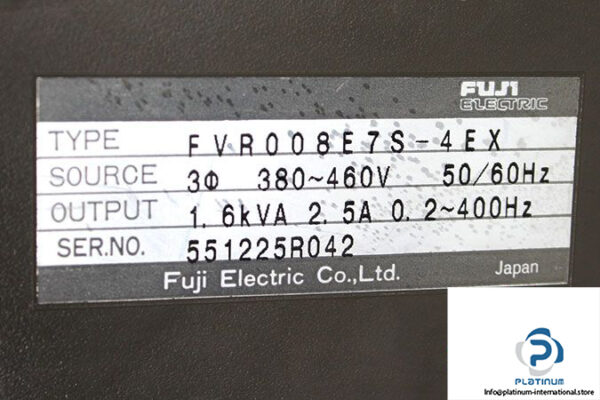 FUJI
ELECTRIC
TYPE FVR008E7S-4EX
SOURCE 3Φ 380~460V 50/60Hz
OUTPUT 1.6kVA 2.5A 0.2~400Hz
SER.NO. 551225R042
Fuji Electric Co.,Ltd. Japan
PLATINUM
Info@platinum-international.store